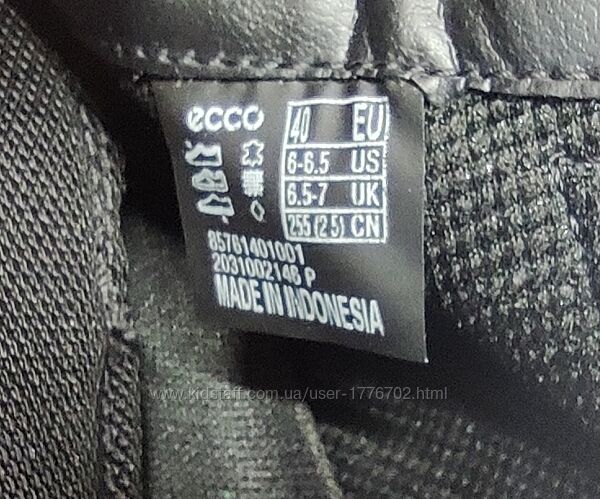 ecco
40 EU
6-6.5 US
6.5-7 UK
255 (2.5) CN
85761401001
2031002146 P
MADE IN INDONESIA
www.kidstaff.com.ua/user-1776702.html